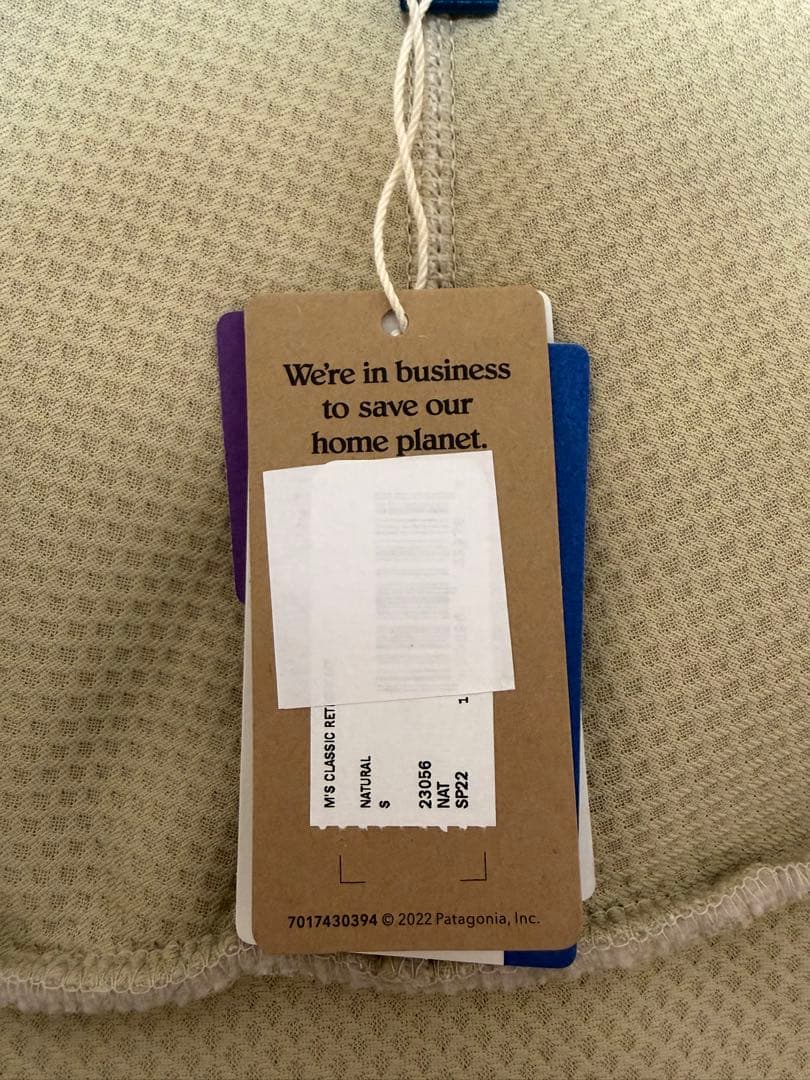 We're in business
to save our
home planet.
M'S CLASSIC RET
NATURAL
S
23056
NAT
SP22
1
7017430394 © 2022 Patagonia, Inc.